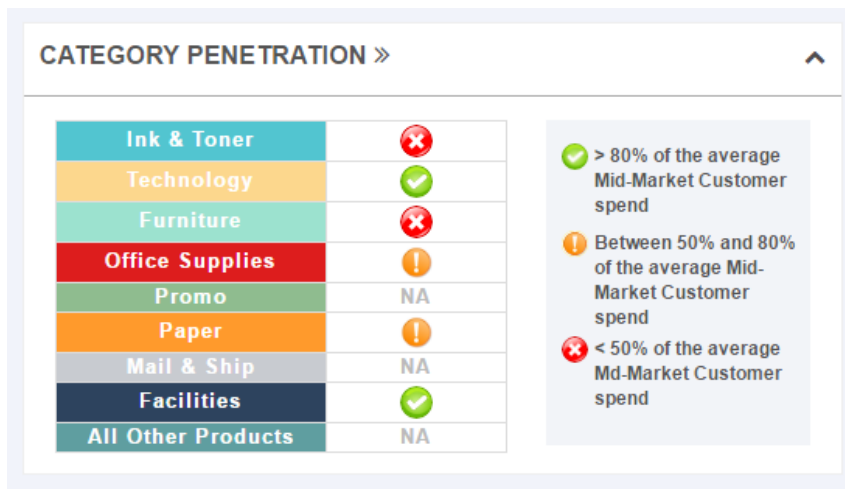 CATEGORY PENETRATION »
Ink & Toner
Technology
Furniture
Office Supplies
Promo NA
Paper
Mail & Ship NA
Facilities
All Other Products NA
> 80% of the average
Mid-Market Customer
spend
Between 50% and 80%
of the average Mid-
Market Customer
spend
< 50% of the average
Md-Market Customer
spend